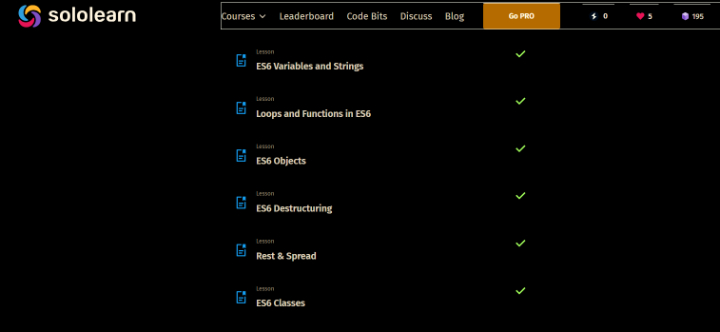 sololearn
Courses Leaderboard Code Bits Discuss Blog Go PRO 0 5 195
Lesson
ES6 Variables and Strings
Lesson
Loops and Functions in ES6
Lesson
ES6 Objects
Lesson
ES6 Destructuring
Lesson
Rest & Spread
Lesson
ES6 Classes